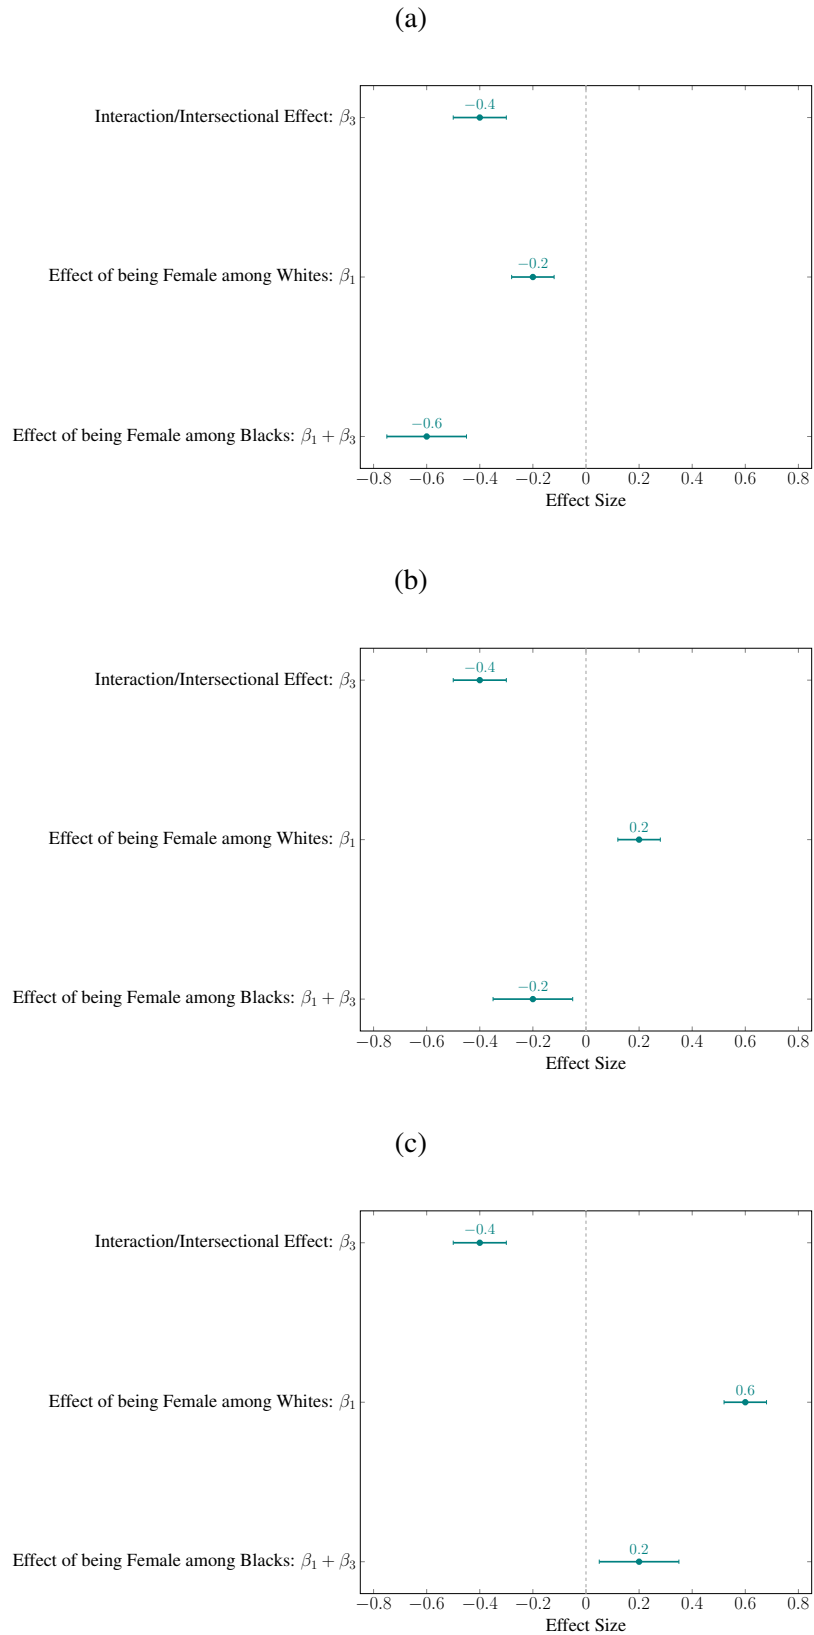 (a)
−0.4
Interaction/Intersectional Effect: β₃
−0.2
Effect of being Female among Whites: β₁
−0.6
Effect of being Female among Blacks: β₁ + β₃
−0.8 −0.6 −0.4 −0.2 0 0.2 0.4 0.6 0.8
Effect Size
(b)
−0.4
Interaction/Intersectional Effect: β₃
0.2
Effect of being Female among Whites: β₁
−0.2
Effect of being Female among Blacks: β₁ + β₃
−0.8 −0.6 −0.4 −0.2 0 0.2 0.4 0.6 0.8
Effect Size
(c)
−0.4
Interaction/Intersectional Effect: β₃
0.6
Effect of being Female among Whites: β₁
0.2
Effect of being Female among Blacks: β₁ + β₃
−0.8 −0.6 −0.4 −0.2 0 0.2 0.4 0.6 0.8
Effect Size